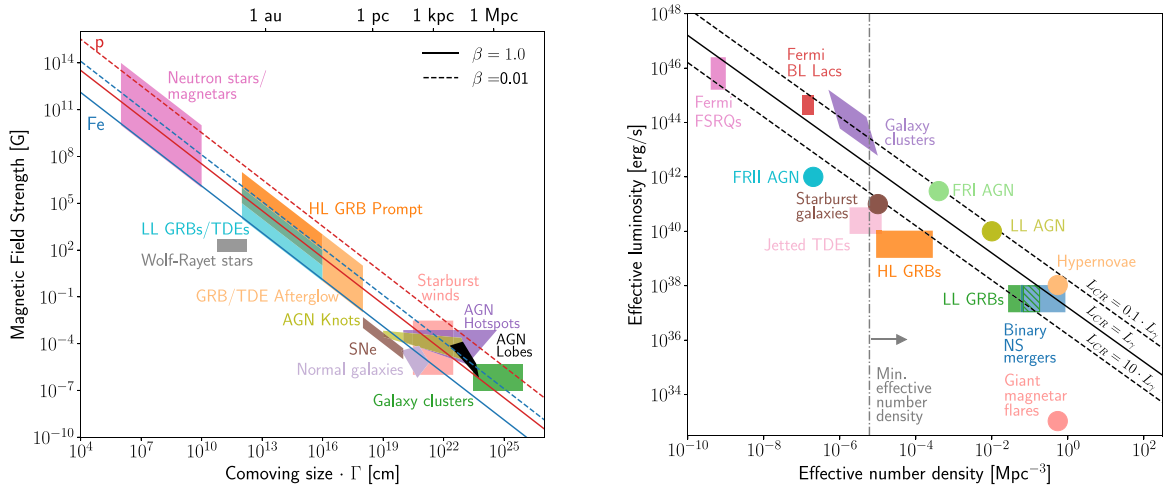 1 au
1 pc
1 kpc
1 Mpc
10^14
10^11
10^8
10^5
10^2
10^−1
10^−4
10^−7
10^−10
Magnetic Field Strength [G]
p
Fe
β = 1.0
β =0.01
Neutron stars/
magnetars
HL GRB Prompt
LL GRBs/TDEs
Wolf-Rayet stars
GRB/TDE Afterglow
Starburst
winds
AGN Knots
AGN
Hotspots
SNe
AGN
Lobes
Normal galaxies
Galaxy clusters
10^4
10^7
10^10
10^13
10^16
10^19
10^22
10^25
Comoving size · Γ [cm]
10^48
10^46
10^44
10^42
10^40
10^38
10^36
10^34
Effective luminosity [erg/s]
Fermi
BL Lacs
Fermi
FSRQs
Galaxy
clusters
FRII AGN
FRI AGN
Starburst
galaxies
LL AGN
Jetted TDEs
HL GRBs
Hypernovae
LL GRBs
Binary
NS
mergers
Giant
magnetar
flares
Min.
effective
number
density
L_CR = 0.1 · L_γ
L_CR = L_γ
L_CR = 10 · L_γ
10^−10
10^−8
10^−6
10^−4
10^−2
10^0
10^2
Effective number density [Mpc^−3]